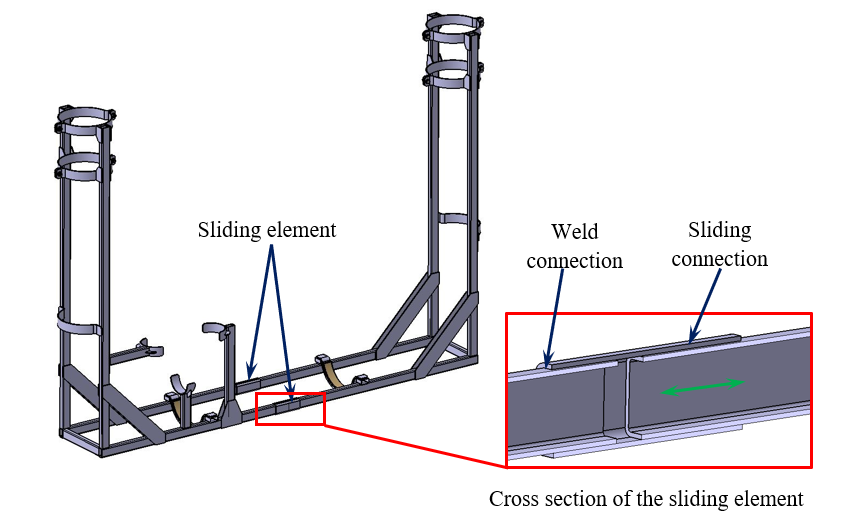 Sliding element
Weld
connection
Sliding
connection
Cross section of the sliding element